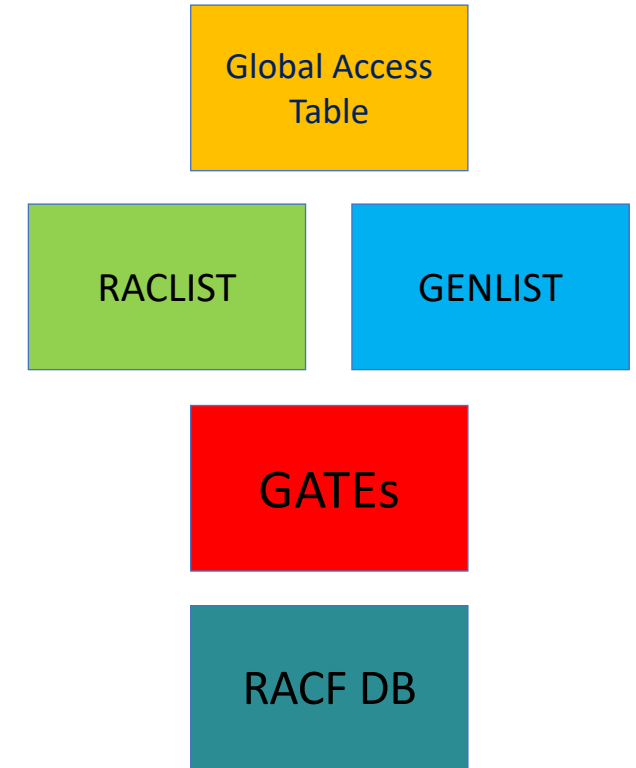 Global Access
Table
RACLIST
GENLIST
GATEs
RACF DB